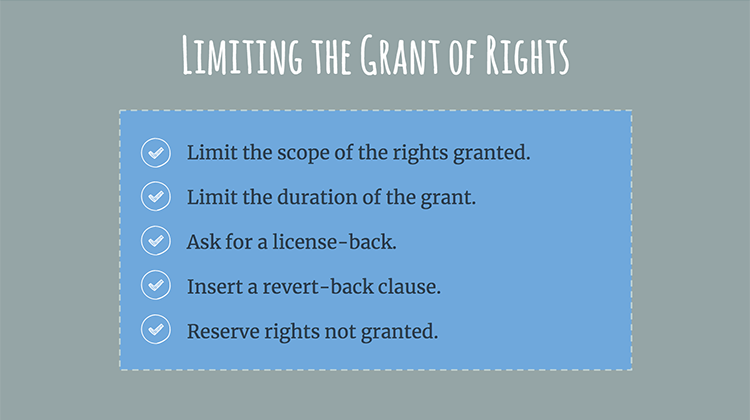 Limiting the Grant of Rights
Limit the scope of the rights granted.
Limit the duration of the grant.
Ask for a license-back.
Insert a revert-back clause.
Reserve rights not granted.